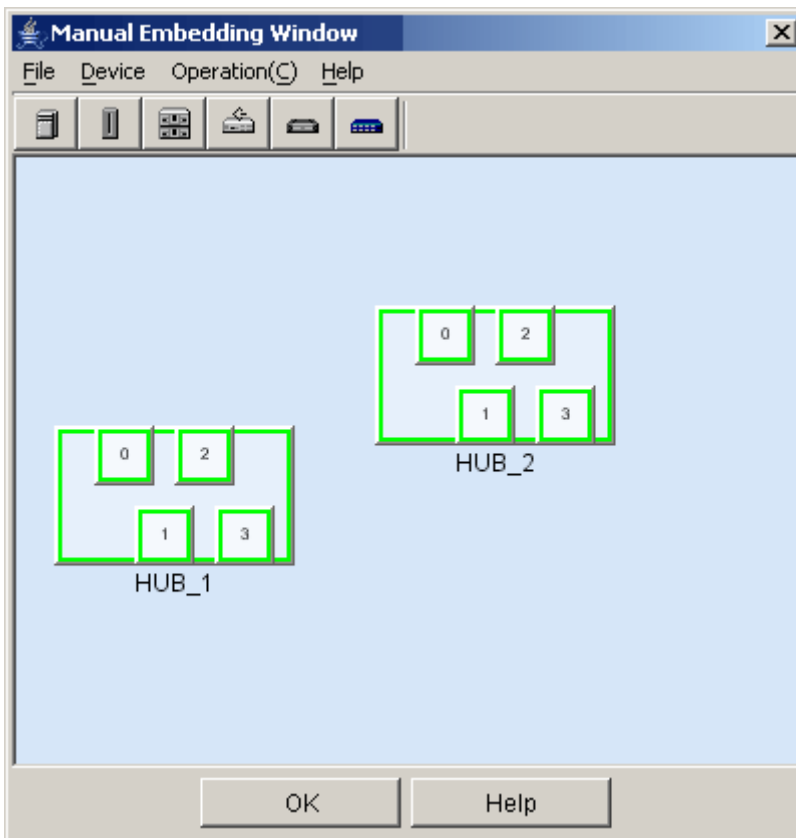 Manual Embedding Window
File Device Operation(C) Help
0 2
1 3
HUB_2
0 2
1 3
HUB_1
OK Help